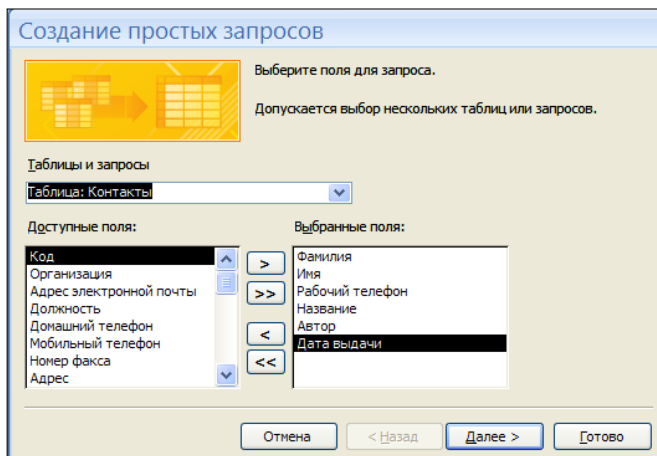 Создание простых запросов
Выберите поля для запроса.
Допускается выбор нескольких таблиц или запросов.
Таблицы и запросы
Таблица: Контакты
Доступные поля:
Код
Организация
Адрес электронной почты
Должность
Домашний телефон
Мобильный телефон
Номер факса
Адрес
>
>>
<
<<
Выбранные поля:
Фамилия
Имя
Рабочий телефон
Название
Автор
Дата выдачи
Отмена
< Назад
Далее >
Готово